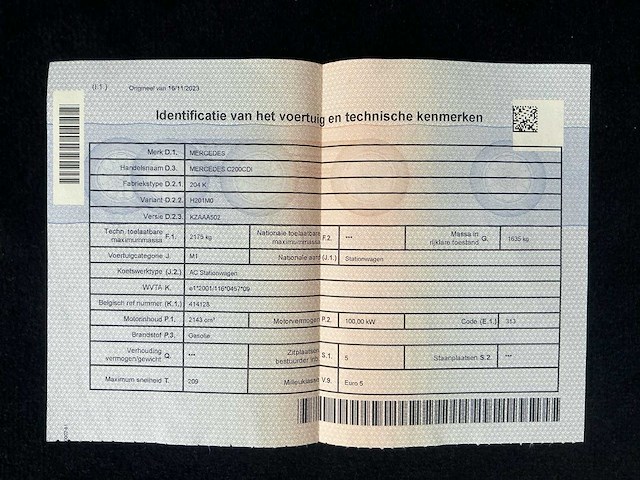 (I.1.) Origineel van 16/11/2023
Identificatie van het voertuig en technische kenmerken
Merk D.1. MERCEDES
Handelsnaam D.3. MERCEDES C200CDI
Fabriekstype D.2.1. 204 K
Variant D.2.2. H201M0
Versie D.2.3. KZAAA502
Techn. toelaatbare maximummassa F.1. 2175 kg Nationale toelaatbare maximummassa F.2. --- Massa in rijklare toestand G. 1635 kg
Voertuigcategorie J. M1 Nationale aard (J.1.) Stationwagen
Koetswerktype (J.2.) AC Stationwagen
WVTA K. e1*2001/116*0457*09
Belgisch ref nummer (K.1.) 414128
Motorinhoud P.1. 2143 cm³ Motorvermogen P.2. 100,00 kW Code (E.1.) 313
Brandstof P.3. Gasolie
Verhouding vermogen/gewicht Q. --- Zitplaatsen bestuurder inb. S.1. 5 Staanplaatsen S.2. ---
Maximum snelheid T. 209 Milieuklasse V.9. Euro 5